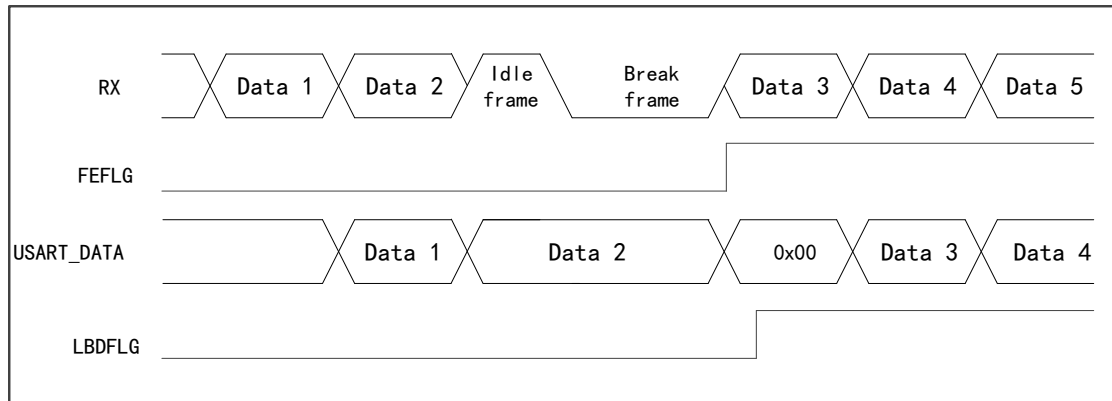 RX Data 1 Data 2 Idle frame Break frame Data 3 Data 4 Data 5
FEFLG
USART_DATA Data 1 Data 2 0x00 Data 3 Data 4
LBDFLG